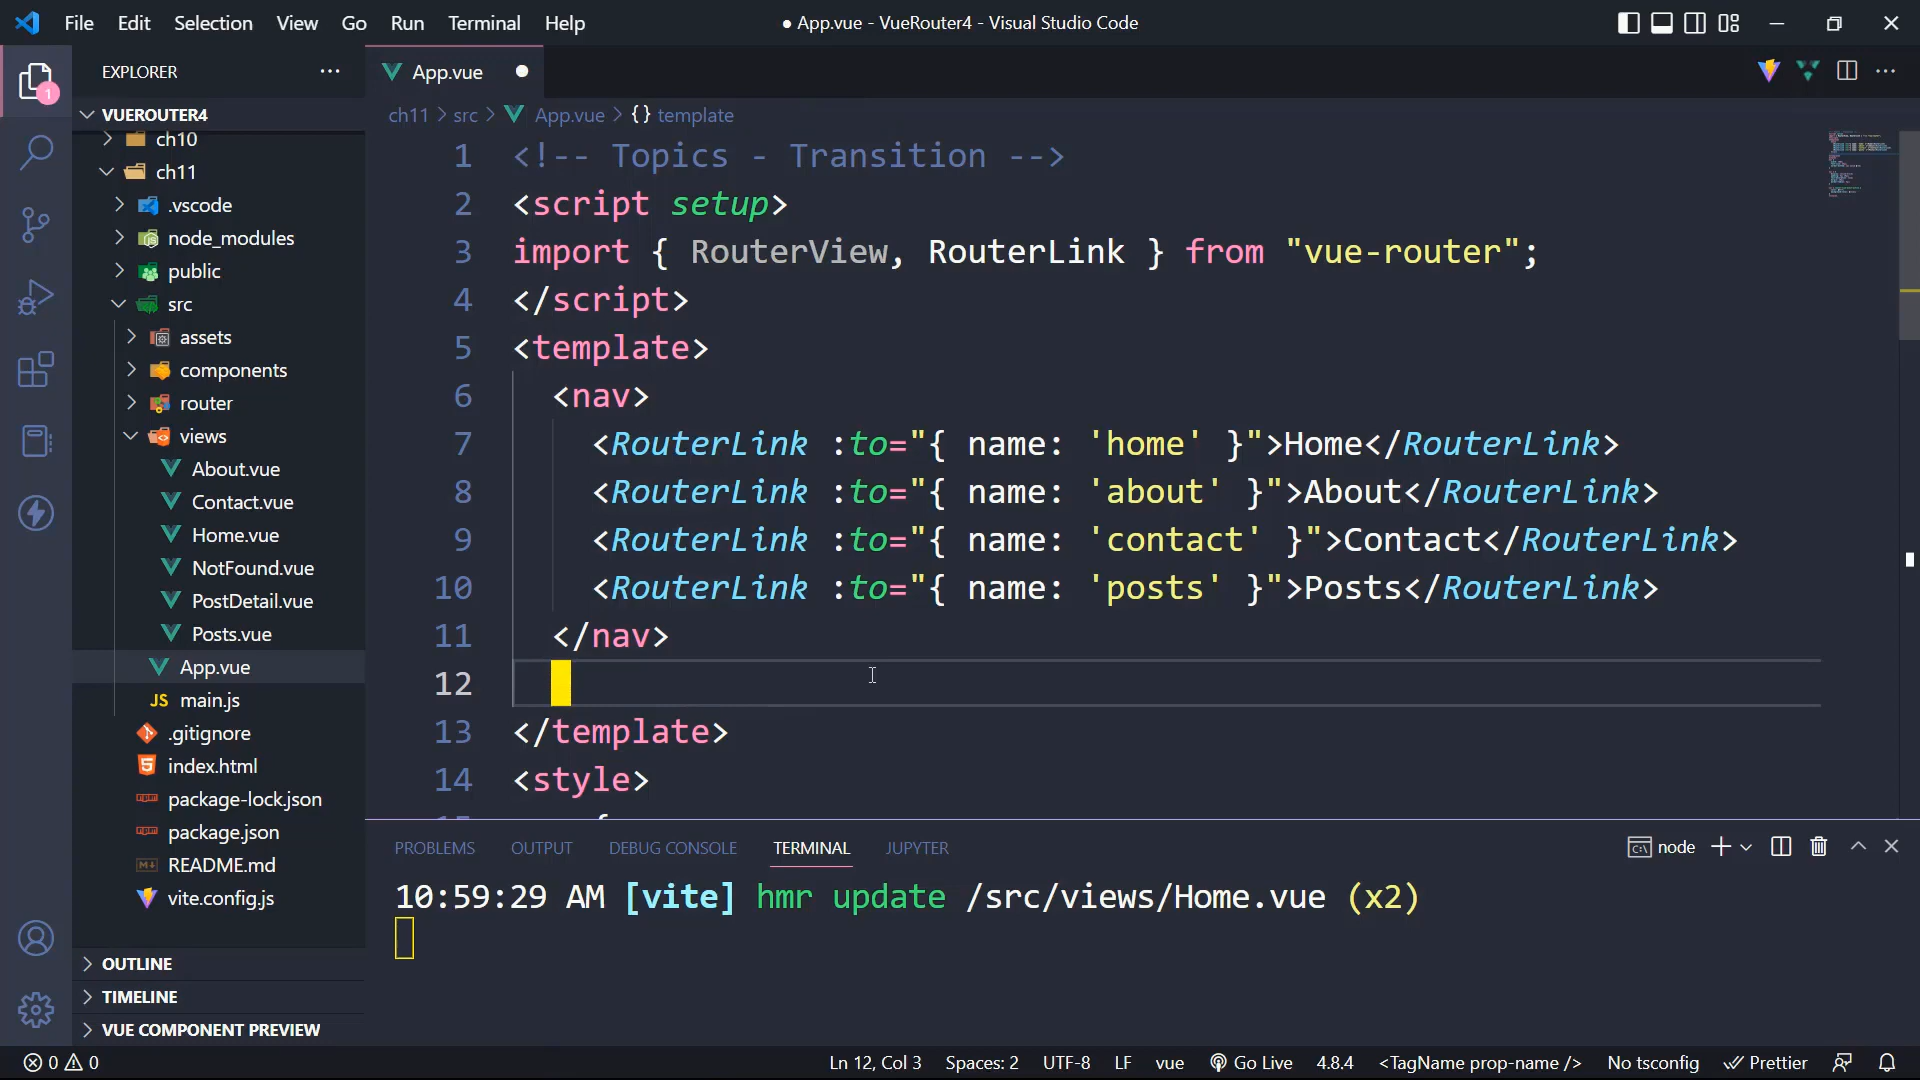 File Edit Selection View Go Run Terminal Help
● App.vue - VueRouter4 - Visual Studio Code
EXPLORER
App.vue
1
VUEROUTER4
ch10
ch11
.vscode
node_modules
public
src
assets
components
router
views
About.vue
Contact.vue
Home.vue
NotFound.vue
PostDetail.vue
Posts.vue
App.vue
JS main.js
.gitignore
index.html
package-lock.json
package.json
README.md
vite.config.js
OUTLINE
TIMELINE
VUE COMPONENT PREVIEW
ch11 > src > App.vue > {} template
1 <!-- Topics - Transition -->
2 <script setup>
3 import { RouterView, RouterLink } from "vue-router";
4 </script>
5 <template>
6 <nav>
7 <RouterLink :to="{ name: 'home' }">Home</RouterLink>
8 <RouterLink :to="{ name: 'about' }">About</RouterLink>
9 <RouterLink :to="{ name: 'contact' }">Contact</RouterLink>
10 <RouterLink :to="{ name: 'posts' }">Posts</RouterLink>
11 </nav>
12
13 </template>
14 <style>
PROBLEMS OUTPUT DEBUG CONSOLE TERMINAL JUPYTER
node
10:59:29 AM [vite] hmr update /src/views/Home.vue (x2)
0 0
Ln 12, Col 3 Spaces: 2 UTF-8 LF vue Go Live 4.8.4 <TagName prop-name /> No tsconfig Prettier